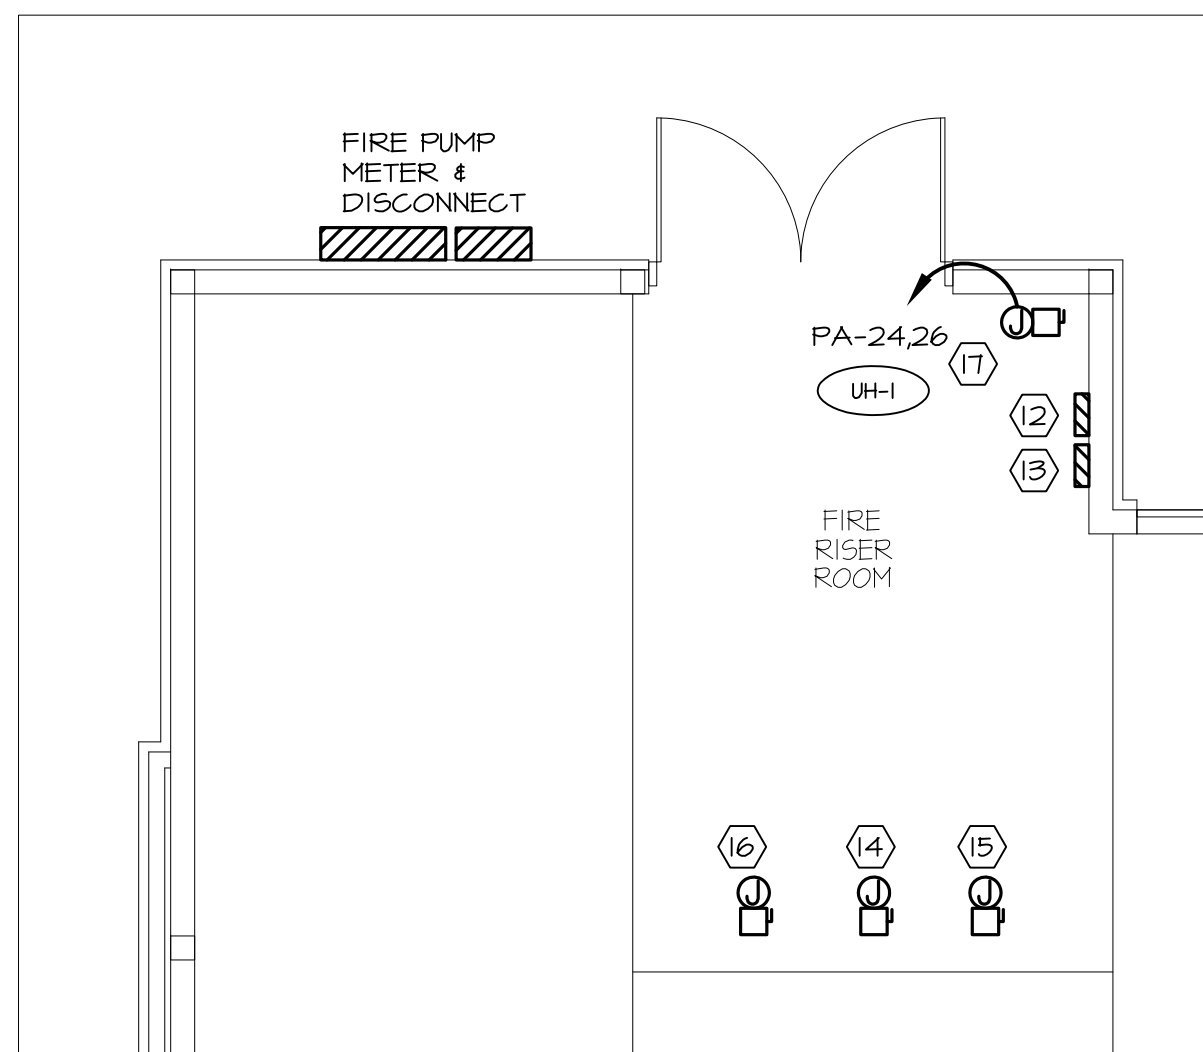 FIRE PUMP
METER &
DISCONNECT
J
PA-24,26
17
UH-1
12
13
FIRE
RISER
ROOM
16
14
15
J
J
J